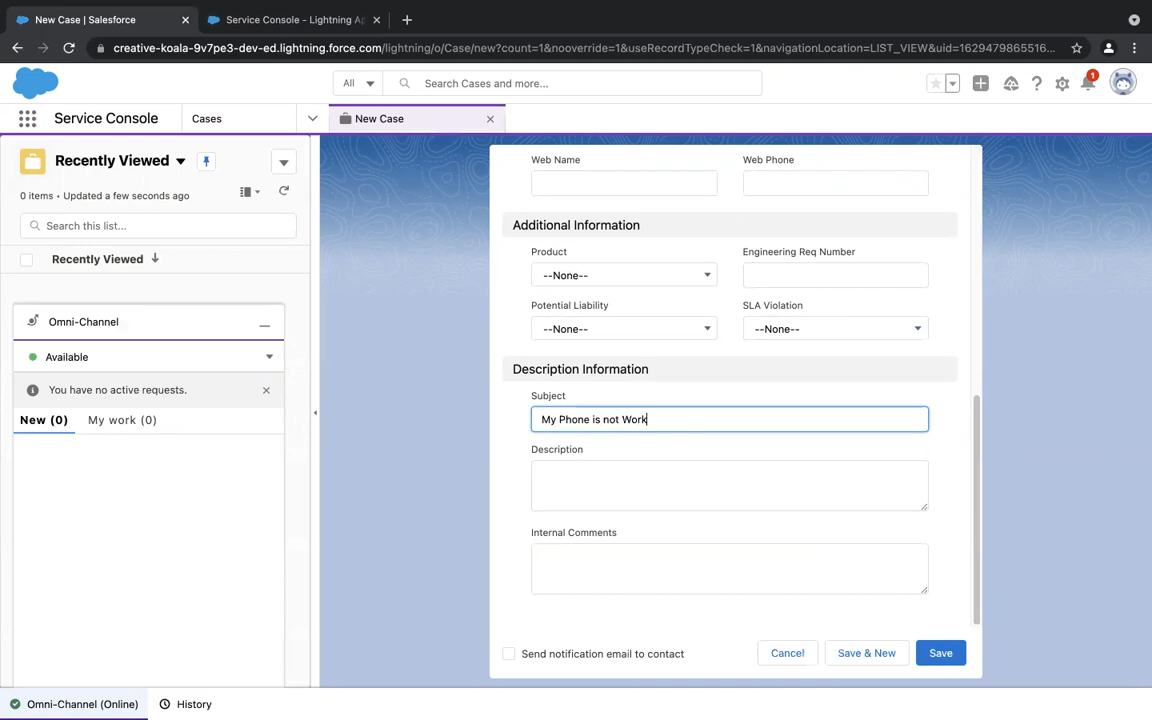 New Case | Salesforce
Service Console - Lightning Ap
creative-koala-9v7pe3-dev-ed.lightning.force.com/lightning/o/Case/new?count=1&nooverride=1&useRecordTypeCheck=1&navigationLocation=LIST_VIEW&uid=1629479865516...
All
Search Cases and more...
1
Service Console
Cases
New Case
Recently Viewed
0 items • Updated a few seconds ago
Search this list...
Recently Viewed
Omni-Channel
Available
You have no active requests.
New (0)
My work (0)
Web Name
Web Phone
Additional Information
Product
Engineering Req Number
--None--
Potential Liability
SLA Violation
--None--
--None--
Description Information
Subject
My Phone is not Work
Description
Internal Comments
Send notification email to contact
Cancel
Save & New
Save
Omni-Channel (Online)
History